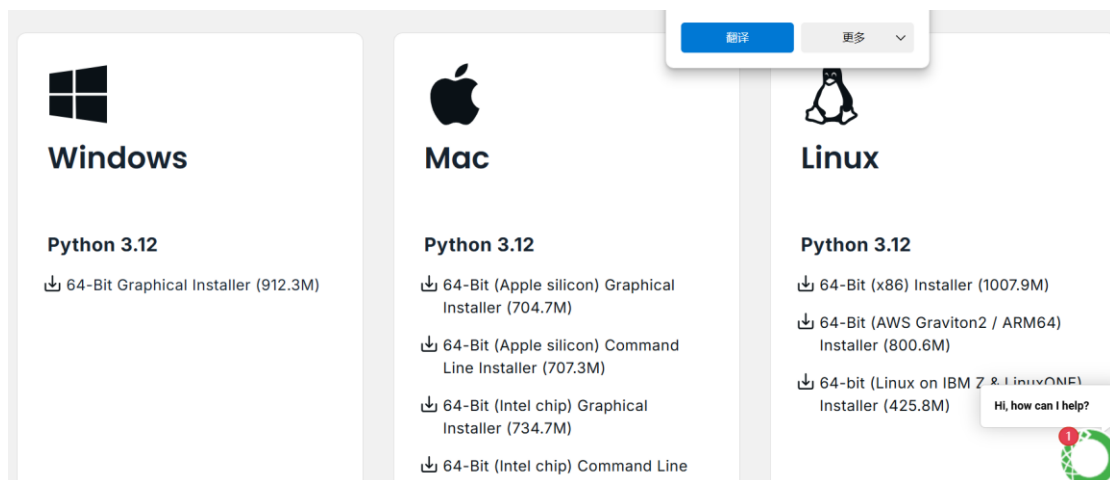 翻译
更多
Windows
Python 3.12
64-Bit Graphical Installer (912.3M)
Mac
Python 3.12
64-Bit (Apple silicon) Graphical
Installer (704.7M)
64-Bit (Apple silicon) Command
Line Installer (707.3M)
64-Bit (Intel chip) Graphical
Installer (734.7M)
64-Bit (Intel chip) Command Line
Linux
Python 3.12
64-Bit (x86) Installer (1007.9M)
64-Bit (AWS Graviton2 / ARM64)
Installer (800.6M)
64-bit (Linux on IBM Z & LinuxONE)
Installer (425.8M)
Hi, how can I help?
1